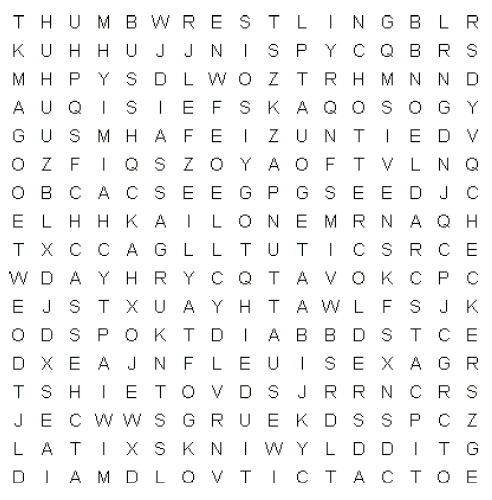 T H U M B W R E S T L I N G B L R
K U H H U J J N I S P Y C Q B R S
M H P Y S D L W O Z T R H M N N D
A U Q I S I E F S K A Q O S O G Y
G U S M H A F E I Z U N T I E D V
O Z F I Q S Z O Y A O F T V L N Q
O B C A C S E E G P G S E E D J C
E L H H K A I L O N E M R N A Q H
T X C C A G L L T U T I C S R C E
W D A Y H R Y C Q T A V O K C P C
E J S T X U A Y H T A W L F S J K
O D S P O K T D I A B B D S T C E
D X E A J N F L E U I S E X A G R
T S H I E T O V D S J R R N C R S
J E C W W S G R U E K D S S P C Z
L A T I X S K N I W Y L D D I T G
D I A M D L O V T I C T A C T O E